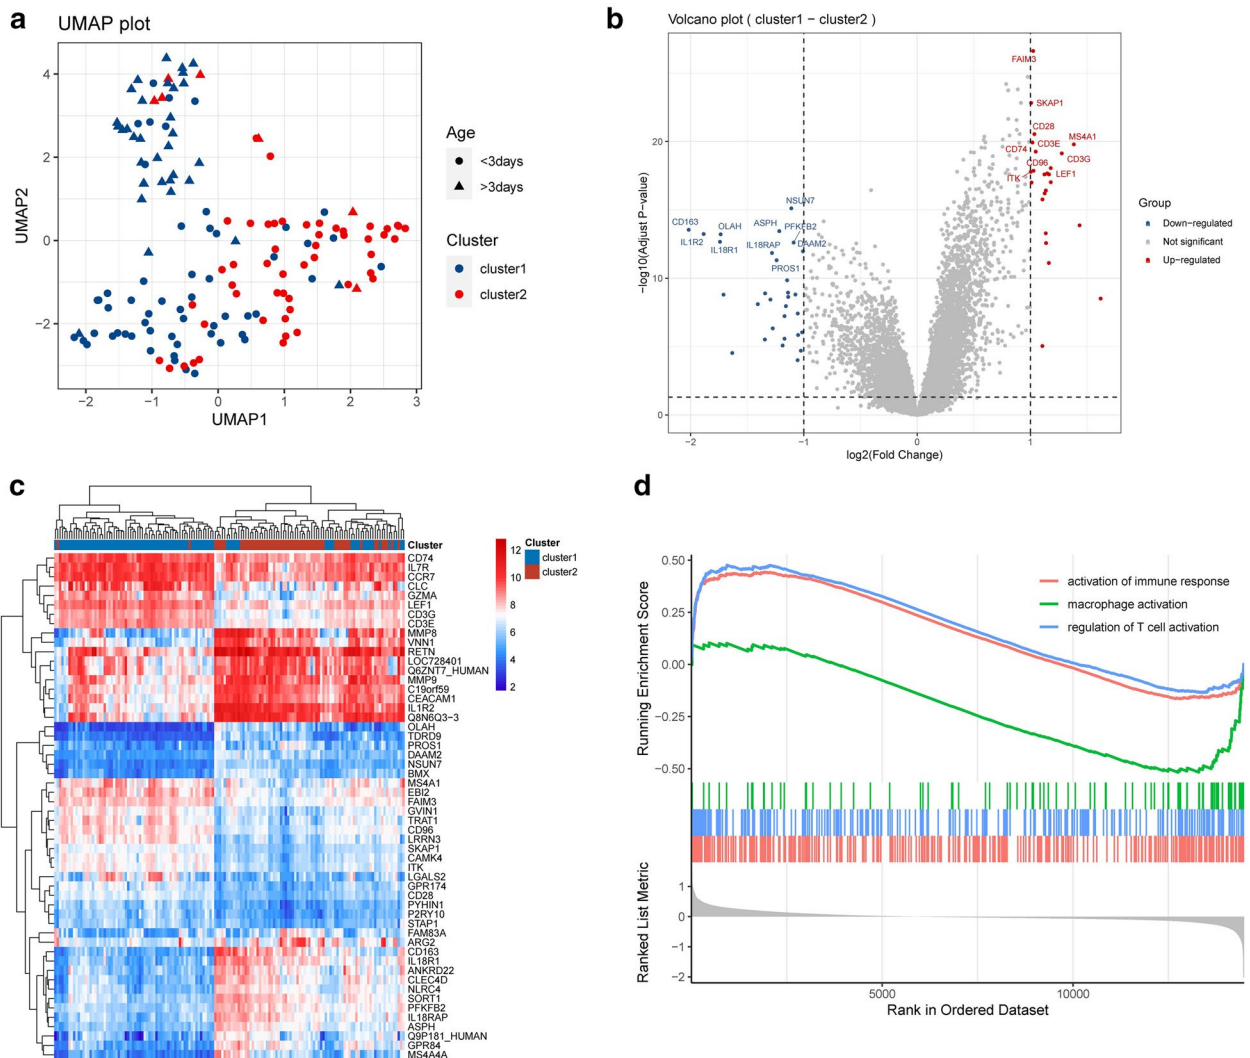 a
UMAP plot
4
2
0
−2
−2
−1
0
1
2
3
UMAP2
UMAP1
Age
<3days
>3days
Cluster
cluster1
cluster2
b
Volcano plot ( cluster1 − cluster2 )
FAIM3
SKAP1
CD28
MS4A1
CD74
CD3E
CD3G
CD96
ITK
LEF1
NSUN7
CD163
OLAH
ASPH
PFKFB2
IL1R2
IL18R1
IL18RAP
DAAM2
PROS1
20
10
0
−2
−1
0
1
−log10(Adjust P−value)
log2(Fold Change)
Group
Down−regulated
Not significant
Up−regulated
c
Cluster
CD74
IL7R
CCR7
CLC
GZMA
LEF1
CD3G
CD3E
MMP8
VNN1
RETN
LOC728401
Q6ZNT7_HUMAN
MMP9
C19orf59
CEACAM1
IL1R2
Q8N6Q3−3
OLAH
TDRD9
PROS1
DAAM2
NSUN7
BMX
MS4A1
EBI2
FAIM3
GVIN1
TRAT1
CD96
LRRN3
SKAP1
CAMK4
ITK
LGALS2
GPR174
CD28
PYHIN1
P2RY10
STAP1
FAM83A
ARG2
CD163
IL18R1
ANKRD22
CLEC4D
NLRC4
SORT1
PFKFB2
IL18RAP
ASPH
Q9P181_HUMAN
GPR84
MS4A4A
12
10
8
6
4
2
Cluster
cluster1
cluster2
d
0.50
0.25
0.00
−0.25
−0.50
Running Enrichment Score
activation of immune response
macrophage activation
regulation of T cell activation
1
0
−1
−2
Ranked List Metric
5000
10000
Rank in Ordered Dataset